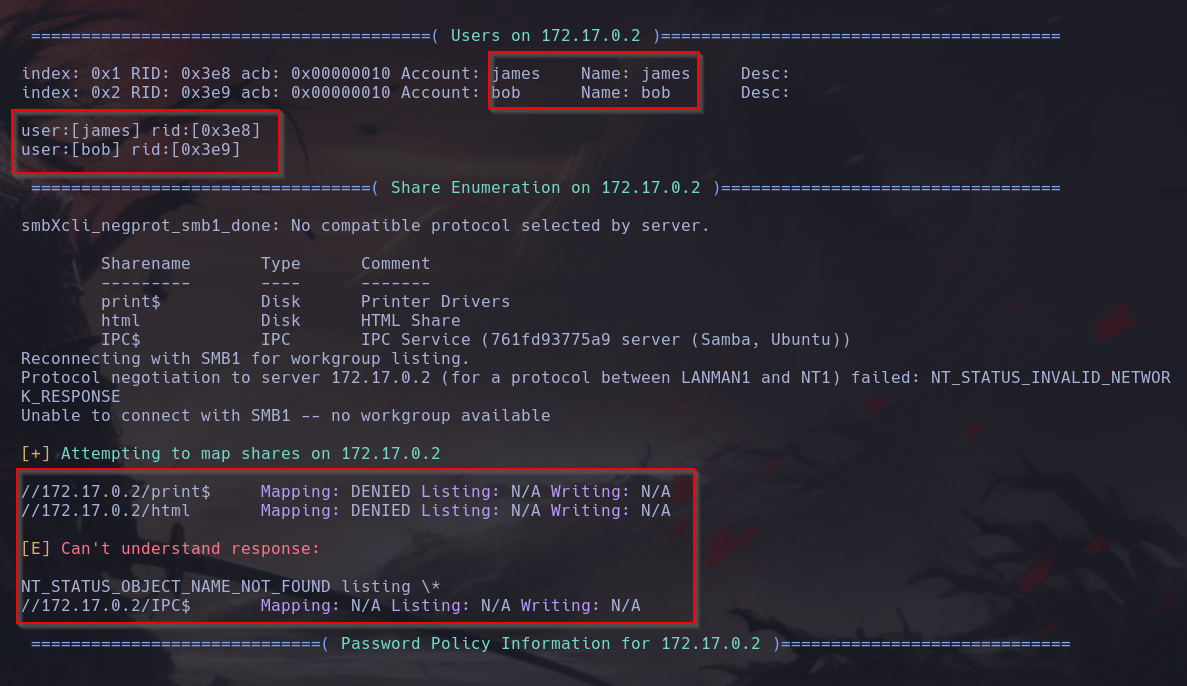 ========================================( Users on 172.17.0.2 )========================================
index: 0x1 RID: 0x3e8 acb: 0x00000010 Account: james    Name: james     Desc:
index: 0x2 RID: 0x3e9 acb: 0x00000010 Account: bob      Name: bob       Desc:
user:[james] rid:[0x3e8]
user:[bob] rid:[0x3e9]
==================================( Share Enumeration on 172.17.0.2 )==================================
smbXcli_negprot_smb1_done: No compatible protocol selected by server.
        Sharename       Type      Comment
        ---------       ----      -------
        print$          Disk      Printer Drivers
        html            Disk      HTML Share
        IPC$            IPC       IPC Service (761fd93775a9 server (Samba, Ubuntu))
Reconnecting with SMB1 for workgroup listing.
Protocol negotiation to server 172.17.0.2 (for a protocol between LANMAN1 and NT1) failed: NT_STATUS_INVALID_NETWOR
K_RESPONSE
Unable to connect with SMB1 -- no workgroup available
[+] Attempting to map shares on 172.17.0.2
//172.17.0.2/print$     Mapping: DENIED Listing: N/A Writing: N/A
//172.17.0.2/html       Mapping: DENIED Listing: N/A Writing: N/A
[E] Can't understand response:
NT_STATUS_OBJECT_NAME_NOT_FOUND listing \*
//172.17.0.2/IPC$       Mapping: N/A Listing: N/A Writing: N/A
=============================( Password Policy Information for 172.17.0.2 )=============================